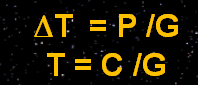 ΔT = P /G
T = C /G